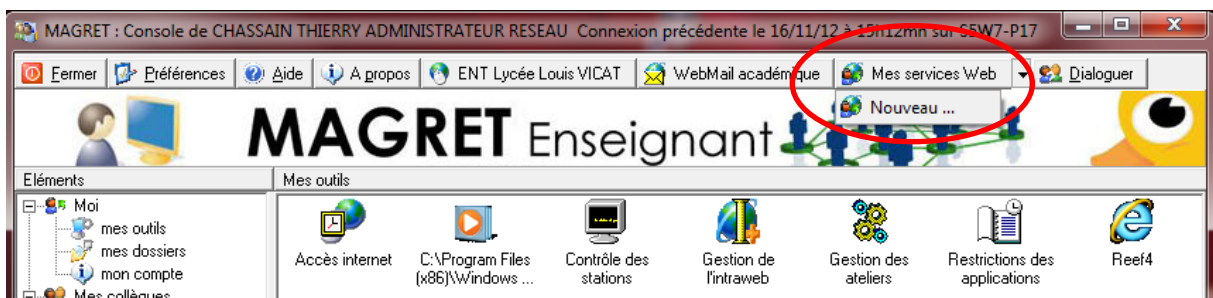 MAGRET : Console de CHASSAIN THIERRY ADMINISTRATEUR RESEAU Connexion précédente le 16/11/12 à 15h12mn sur S5W7-P17
Fermer Préférences Aide A propos ENT Lycée Louis VICAT WebMail académique Mes services Web Dialoguer
Nouveau ...
MAGRET Enseignant
Eléments Mes outils
Moi
mes outils
mes dossiers
mon compte
Mes collègues
Accès internet C:\Program Files Contrôle des Gestion de Gestion des Restrictions des Reef4
(x86)\Windows ... stations l'intraweb ateliers applications